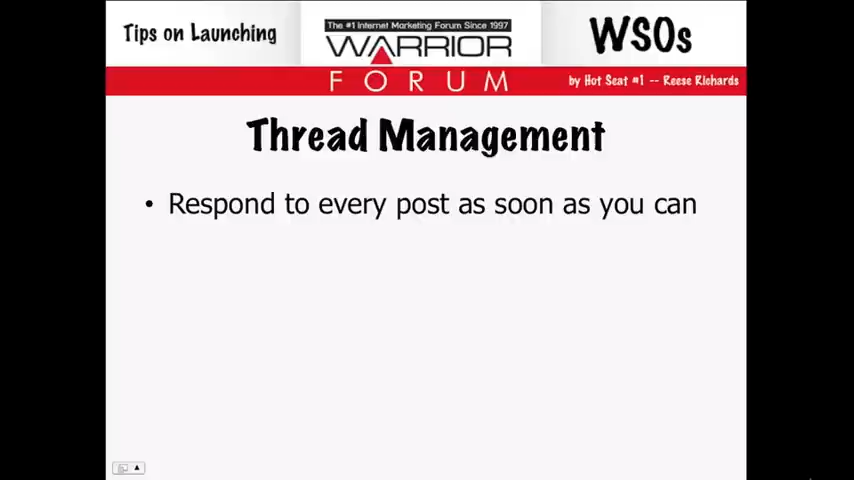 Tips on Launching
The #1 Internet Marketing Forum Since 1997
WARRIOR
FORUM
WSOs
by Hot Seat #1 -- Reese Richards
Thread Management
• Respond to every post as soon as you can